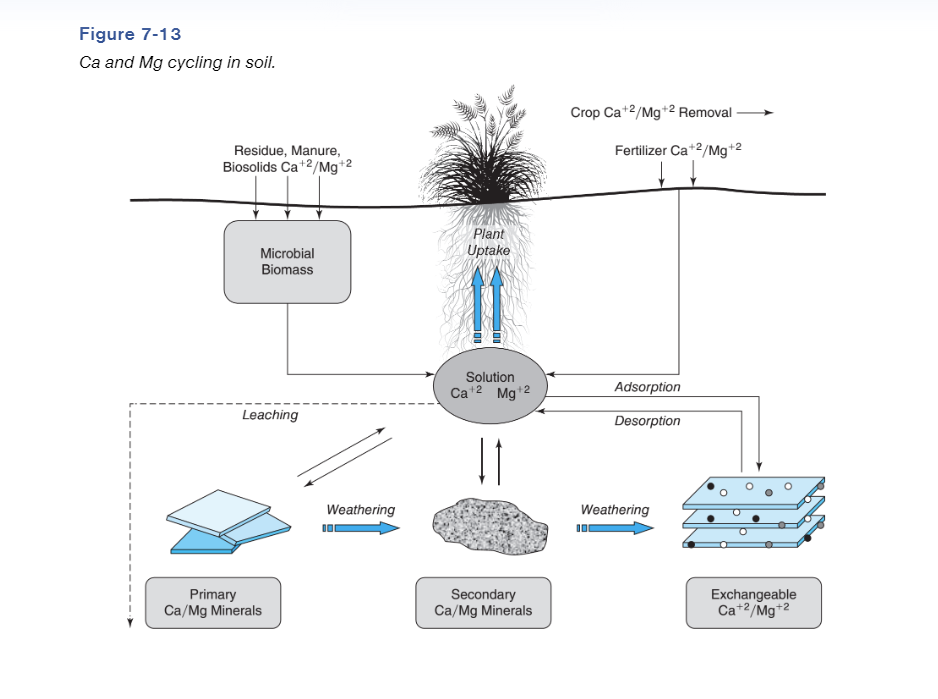 Figure 7-13
Ca and Mg cycling in soil.
Crop Ca⁺²/Mg⁺² Removal
Residue, Manure,
Biosolids Ca⁺²/Mg⁺²
Fertilizer Ca⁺²/Mg⁺²
Plant
Uptake
Microbial
Biomass
Solution
Ca⁺² Mg⁺²
Adsorption
Leaching
Desorption
Weathering
Weathering
Primary
Ca/Mg Minerals
Secondary
Ca/Mg Minerals
Exchangeable
Ca⁺²/Mg⁺²